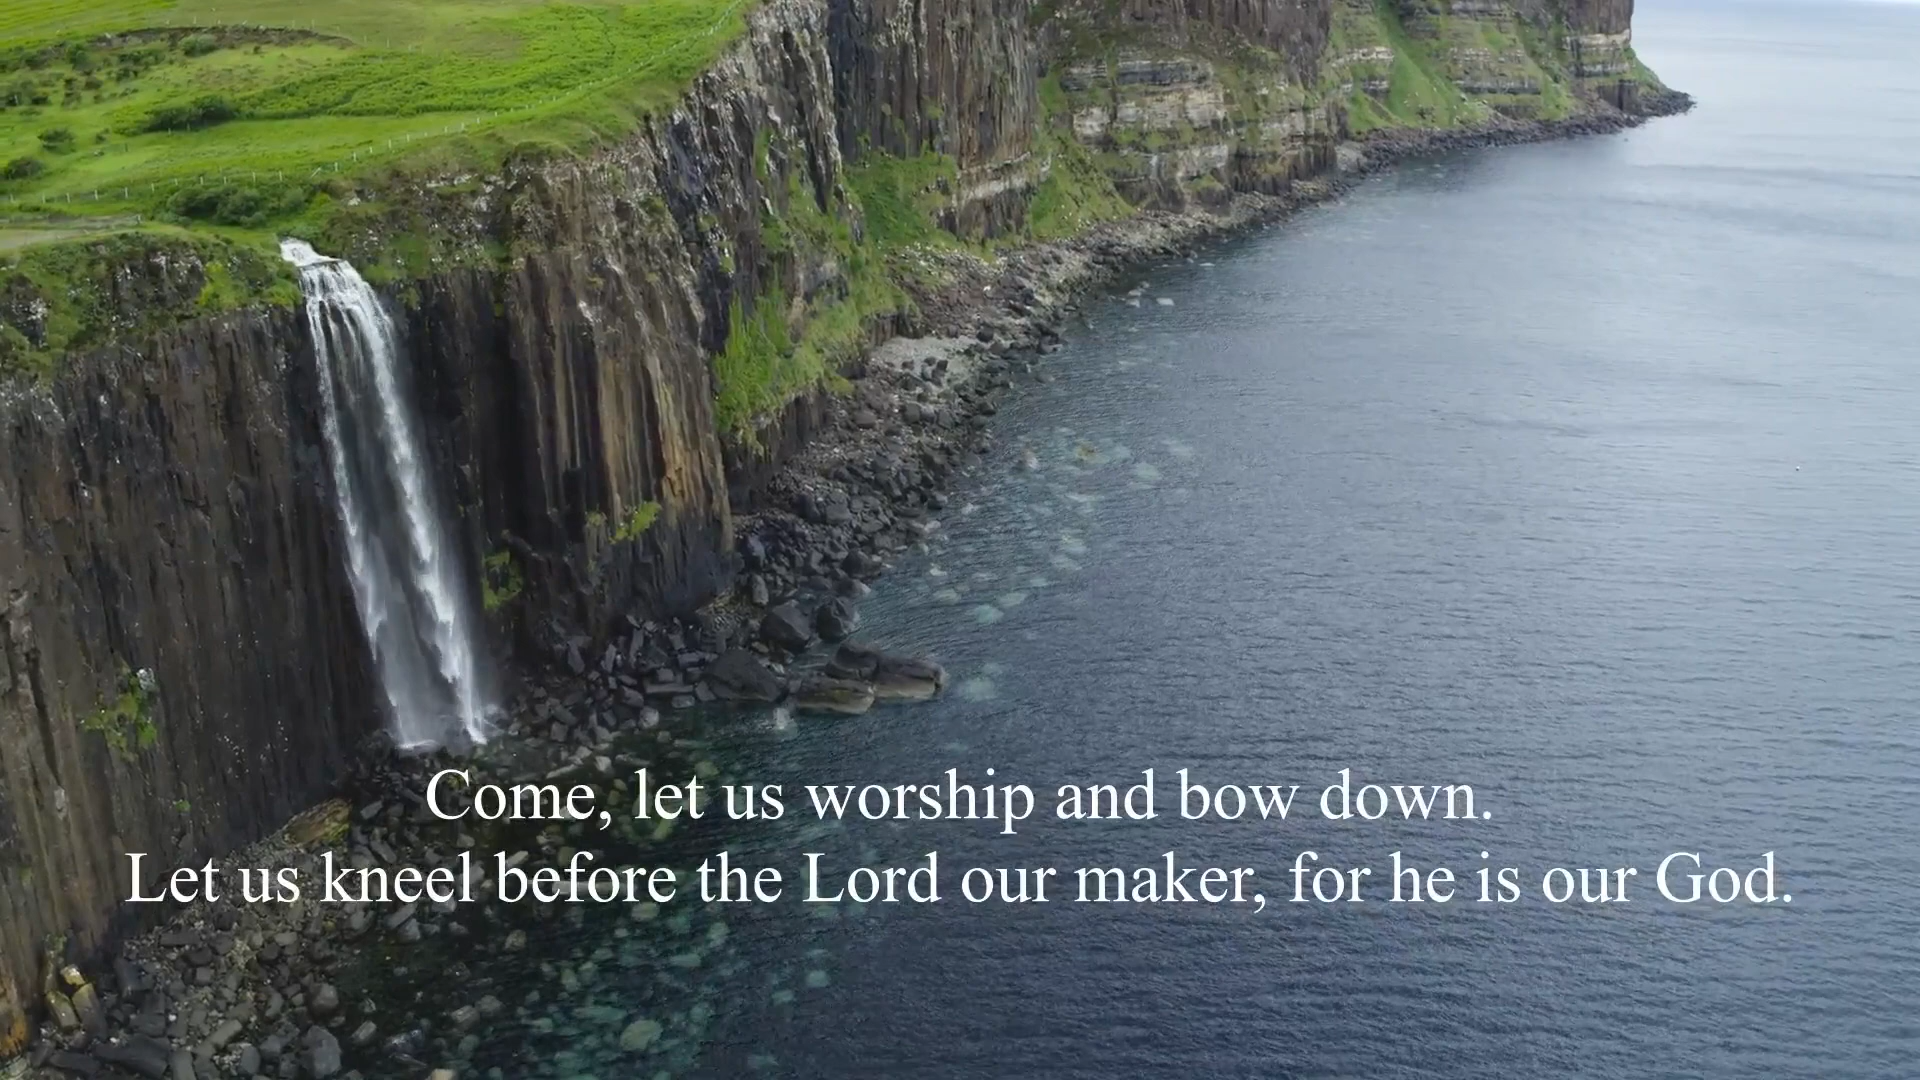 Come, let us worship and bow down.
Let us kneel before the Lord our maker, for he is our God.